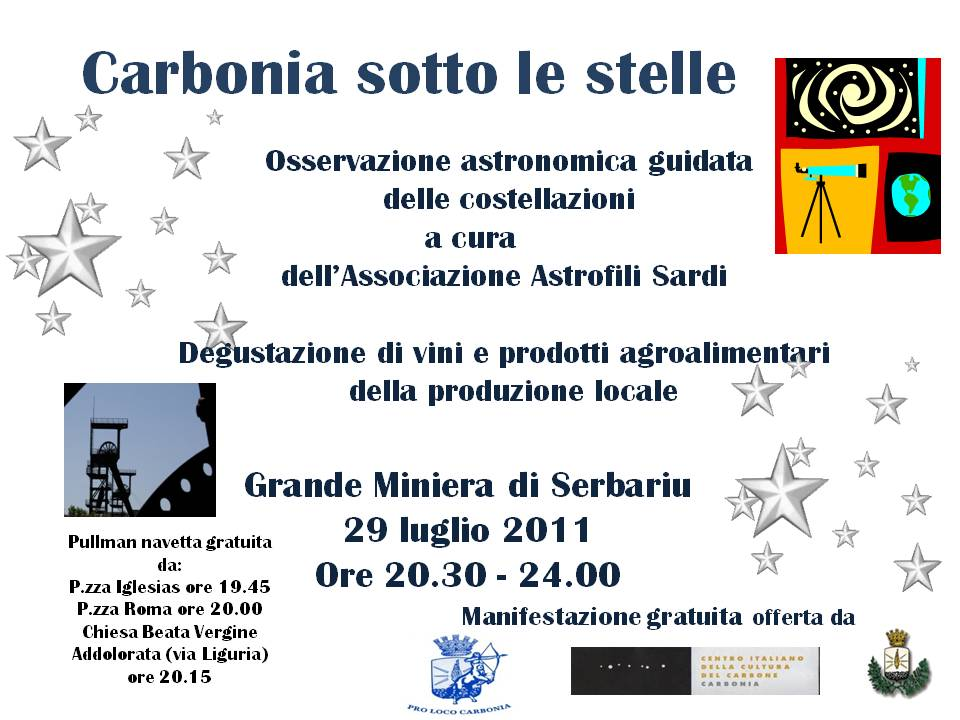 Carbonia sotto le stelle
Osservazione astronomica guidata
delle costellazioni
a cura
dell'Associazione Astrofili Sardi
Degustazione di vini e prodotti agroalimentari
della produzione locale
Grande Miniera di Serbariu
29 luglio 2011
Ore 20.30 - 24.00
Pullman navetta gratuita
da:
P.zza Iglesias ore 19.45
P.zza Roma ore 20.00
Chiesa Beata Vergine
Addolorata (via Liguria)
ore 20.15
Manifestazione gratuita offerta da
PRO LOCO CARBONIA
CENTRO ITALIANO
DELLA CULTURA
DEL CARBONE
CARBONIA